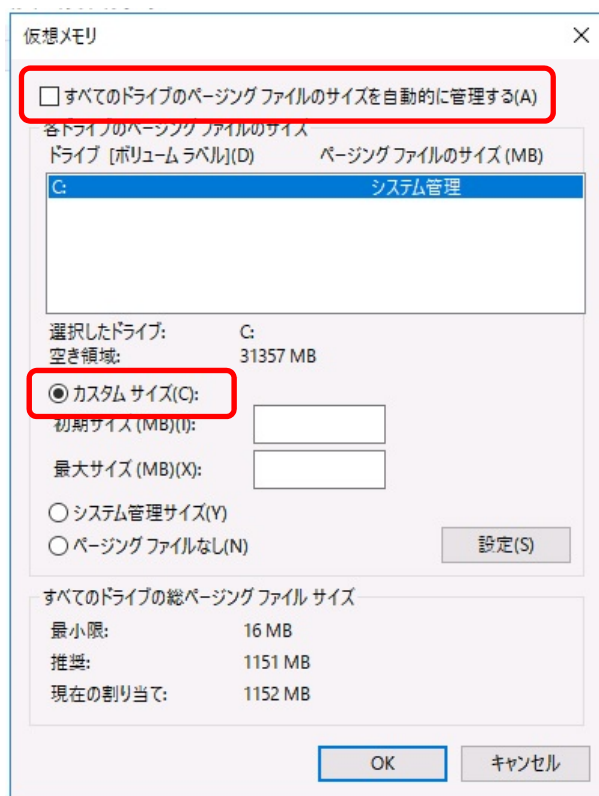 仮想メモリ
すべてのドライブのページング ファイルのサイズを自動的に管理する(A)
各ドライブのページング ファイルのサイズ
ドライブ [ボリューム ラベル](D) ページング ファイルのサイズ (MB)
C: システム管理
選択したドライブ: C:
空き領域: 31357 MB
カスタム サイズ(C):
初期サイズ (MB)(I):
最大サイズ (MB)(X):
システム管理サイズ(Y)
ページング ファイルなし(N) 設定(S)
すべてのドライブの総ページング ファイル サイズ
最小限: 16 MB
推奨: 1151 MB
現在の割り当て: 1152 MB
OK キャンセル